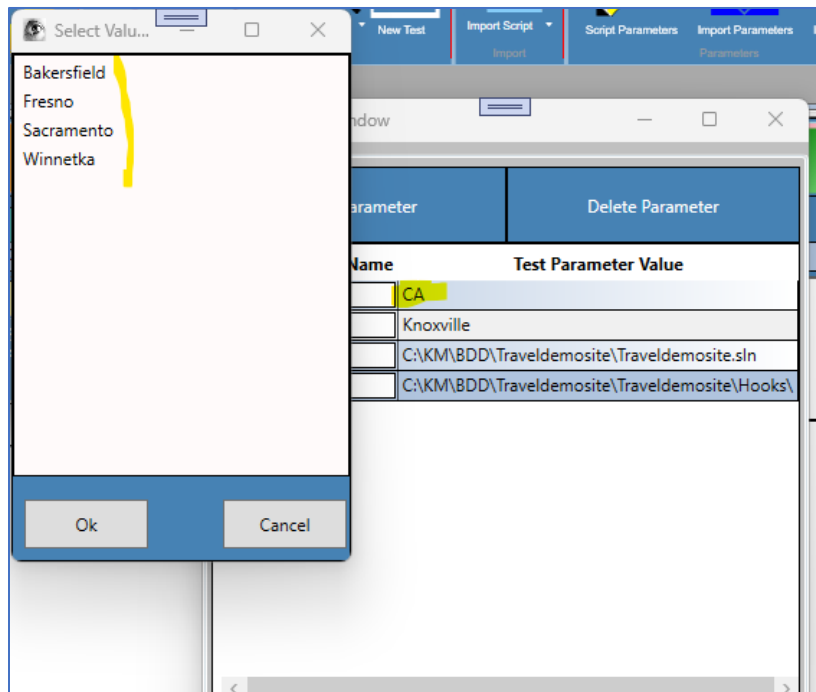 Select Valu...
Bakersfield
Fresno
Sacramento
Winnetka
Ok
Cancel
New Test
Import Script
Import
Script Parameters
Import Parameters
Parameters
ndow
arameter
Delete Parameter
Name
Test Parameter Value
CA
Knoxville
C:\KM\BDD\Traveldemosite\Traveldemosite.sln
C:\KM\BDD\Traveldemosite\Traveldemosite\Hooks\